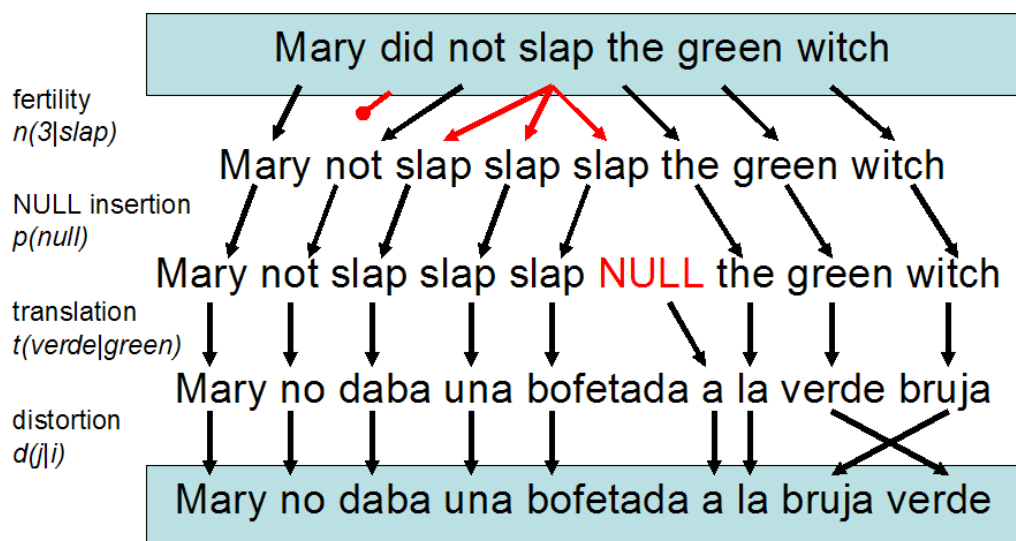 Mary did not slap the green witch
fertility
n(3|slap)
Mary not slap slap slap the green witch
NULL insertion
p(null)
Mary not slap slap slap NULL the green witch
translation
t(verde|green)
Mary no daba una bofetada a la verde bruja
distortion
d(j|i)
Mary no daba una bofetada a la bruja verde